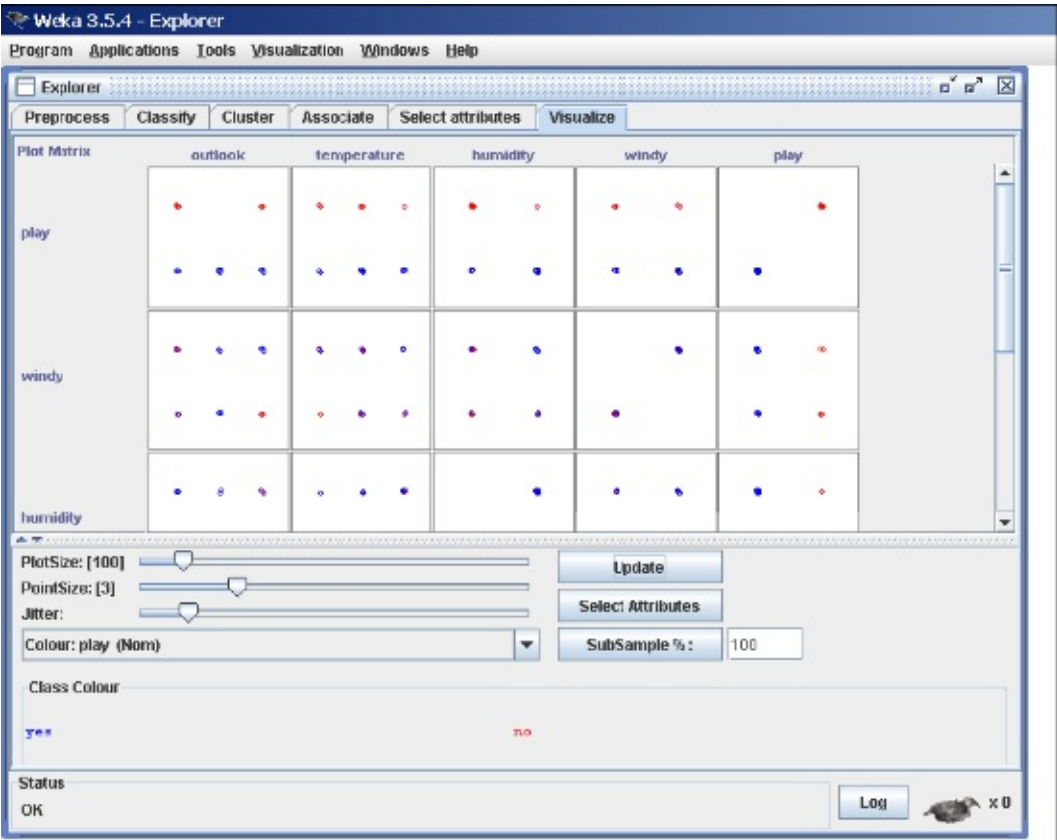 Weka 3.5.4 - Explorer
Program Applications Tools Visualization Windows Help
Explorer
Preprocess Classify Cluster Associate Select attributes Visualize
Plot Matrix outlook temperature humidity windy play
play
windy
humidity
PlotSize: [100]
Update
PointSize: [3]
Select Attributes
Jitter:
Colour: play (Nom)
SubSample % :
100
Class Colour
yes no
Status
OK
Log
x 0